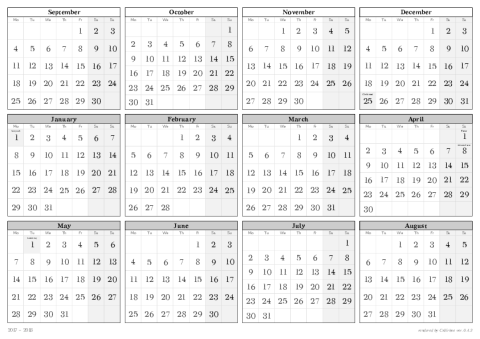 September
Mo Tu We Th Fr Sa Su
1 2 3
4 5 6 7 8 9 10
11 12 13 14 15 16 17
18 19 20 21 22 23 24
25 26 27 28 29 30
October
Mo Tu We Th Fr Sa Su
1
2 3 4 5 6 7 8
9 10 11 12 13 14 15
16 17 18 19 20 21 22
23 24 25 26 27 28 29
30 31
November
Mo Tu We Th Fr Sa Su
1 2 3 4 5
6 7 8 9 10 11 12
13 14 15 16 17 18 19
20 21 22 23 24 25 26
27 28 29 30
December
Mo Tu We Th Fr Sa Su
1 2 3
4 5 6 7 8 9 10
11 12 13 14 15 16 17
18 19 20 21 22 23 24
25 26 27 28 29 30 31
January
Mo Tu We Th Fr Sa Su
1 2 3 4 5 6 7
8 9 10 11 12 13 14
15 16 17 18 19 20 21
22 23 24 25 26 27 28
29 30 31
February
Mo Tu We Th Fr Sa Su
1 2 3 4
5 6 7 8 9 10 11
12 13 14 15 16 17 18
19 20 21 22 23 24 25
26 27 28
March
Mo Tu We Th Fr Sa Su
1 2 3 4
5 6 7 8 9 10 11
12 13 14 15 16 17 18
19 20 21 22 23 24 25
26 27 28 29 30 31
April
Mo Tu We Th Fr Sa Su
1
2 3 4 5 6 7 8
9 10 11 12 13 14 15
16 17 18 19 20 21 22
23 24 25 26 27 28 29
30
May
Mo Tu We Th Fr Sa Su
1 2 3 4 5 6
7 8 9 10 11 12 13
14 15 16 17 18 19 20
21 22 23 24 25 26 27
28 29 30 31
June
Mo Tu We Th Fr Sa Su
1 2 3
4 5 6 7 8 9 10
11 12 13 14 15 16 17
18 19 20 21 22 23 24
25 26 27 28 29 30
July
Mo Tu We Th Fr Sa Su
1
2 3 4 5 6 7 8
9 10 11 12 13 14 15
16 17 18 19 20 21 22
23 24 25 26 27 28 29
30 31
August
Mo Tu We Th Fr Sa Su
1 2 3 4 5
6 7 8 9 10 11 12
13 14 15 16 17 18 19
20 21 22 23 24 25 26
27 28 29 30 31
2017 - 2018